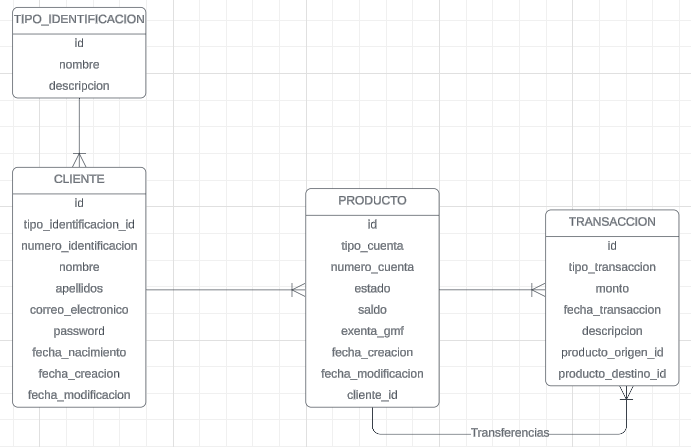 TIPO_IDENTIFICACION
id
nombre
descripcion
CLIENTE
id
tipo_identificacion_id
numero_identificacion
nombre
apellidos
correo_electronico
password
fecha_nacimiento
fecha_creacion
fecha_modificacion
PRODUCTO
id
tipo_cuenta
numero_cuenta
estado
saldo
exenta_gmf
fecha_creacion
fecha_modificacion
cliente_id
TRANSACCION
id
tipo_transaccion
monto
fecha_transaccion
descripcion
producto_origen_id
producto_destino_id
Transferencias